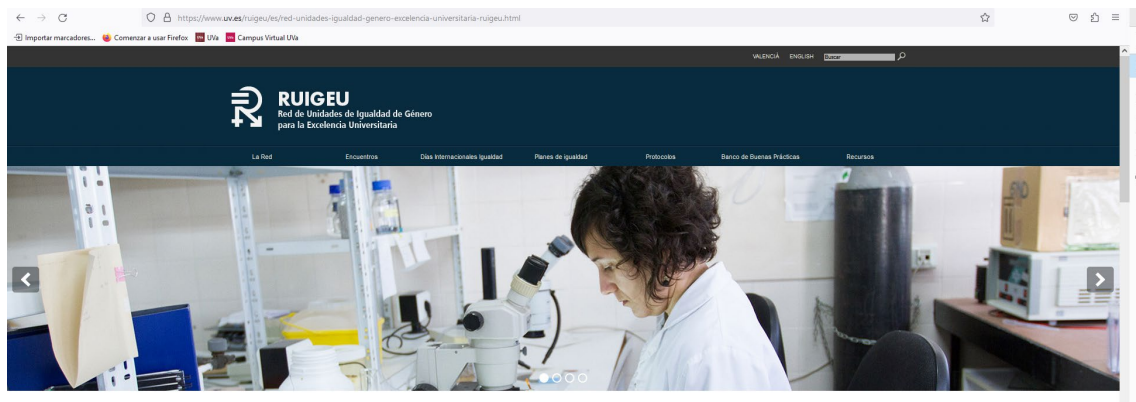 https://www.uv.es/ruigeu/es/red-unidades-igualdad-genero-excelencia-universitaria-ruigeu.html
Importar marcadores... Comenzar a usar Firefox UVa UVa Campus Virtual UVa
VALENCIÀ ENGLISH Buscar
RUIGEU
Red de Unidades de Igualdad de Género
para la Excelencia Universitaria
La Red Encuentros Días Internacionales Igualdad Planes de igualdad Protocolos Banco de Buenas Prácticas Recursos